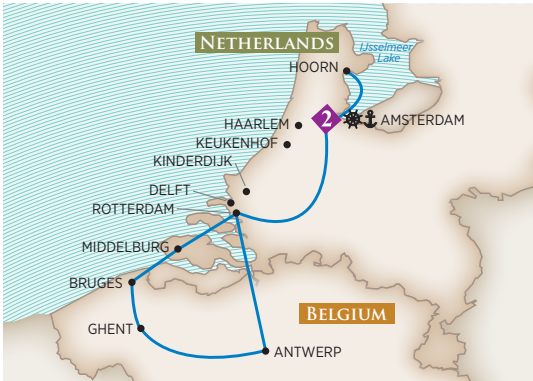 NETHERLANDS
IJsselmeer
Lake
HOORN
HAARLEM
2
AMSTERDAM
KEUKENHOF
KINDERDIJK
DELFT
ROTTERDAM
MIDDELBURG
BRUGES
BELGIUM
GHENT
ANTWERP